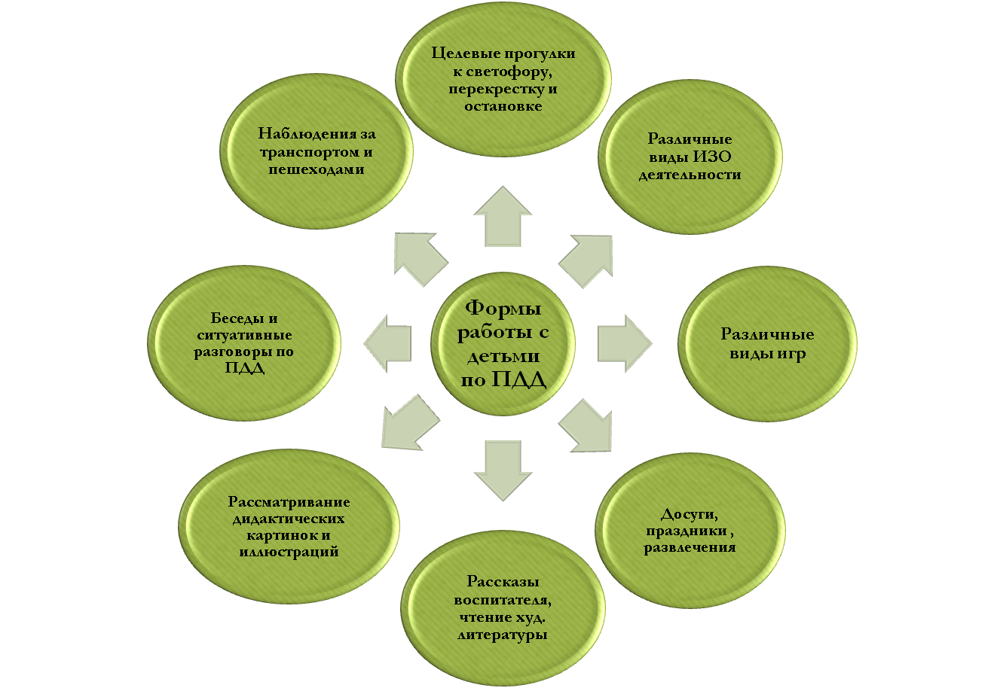 Целевые прогулки
к светофору,
перекрестку и
остановке
Различные
виды ИЗО
деятельности
Различные
виды игр
Досуги,
праздники ,
развлечения
Рассказы
воспитателя,
чтение худ.
литературы
Рассматривание
дидактических
картинок и
иллюстраций
Беседы и
ситуативные
разговоры по
ПДД
Наблюдения за
транспортом и
пешеходами
Формы
работы с
детьми
по ПДД